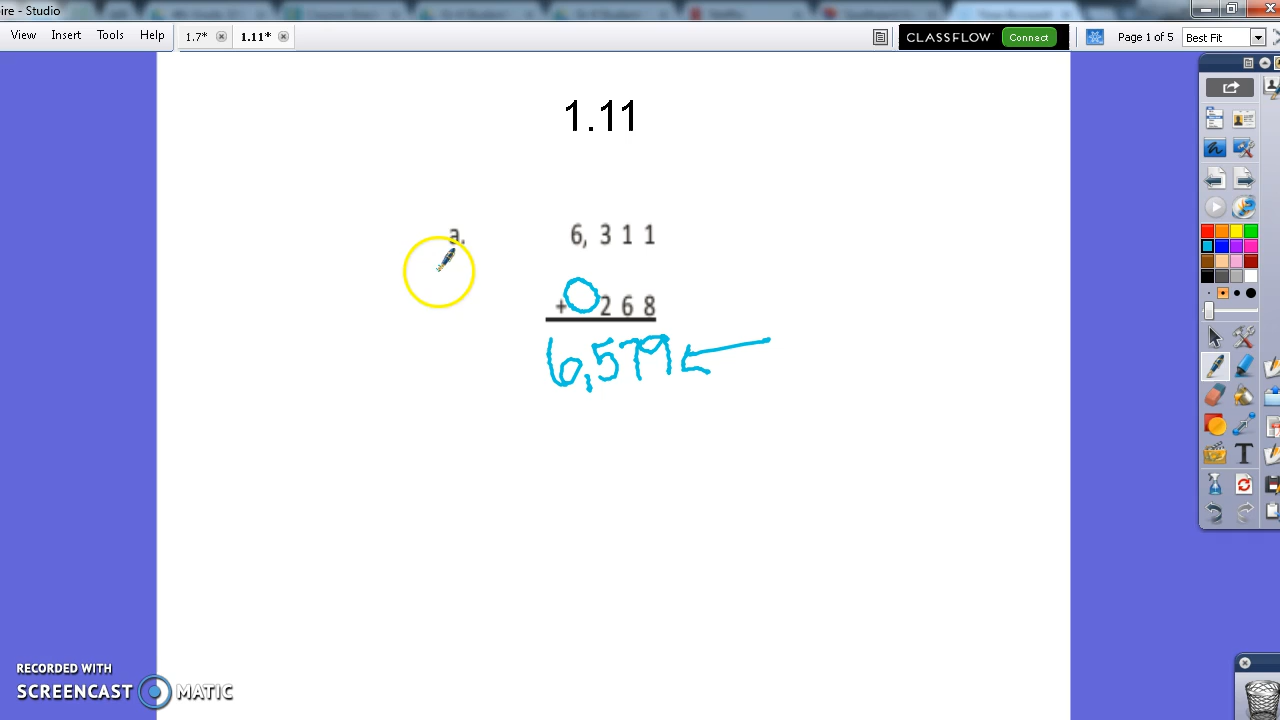 ire - Studio
View Insert Tools Help 1.7* 1.11* CLASSFLOW Connect Page 1 of 5 Best Fit
1.11
a. 6, 3 1 1
+ 0 2 6 8
6,579
RECORDED WITH
SCREENCAST MATIC